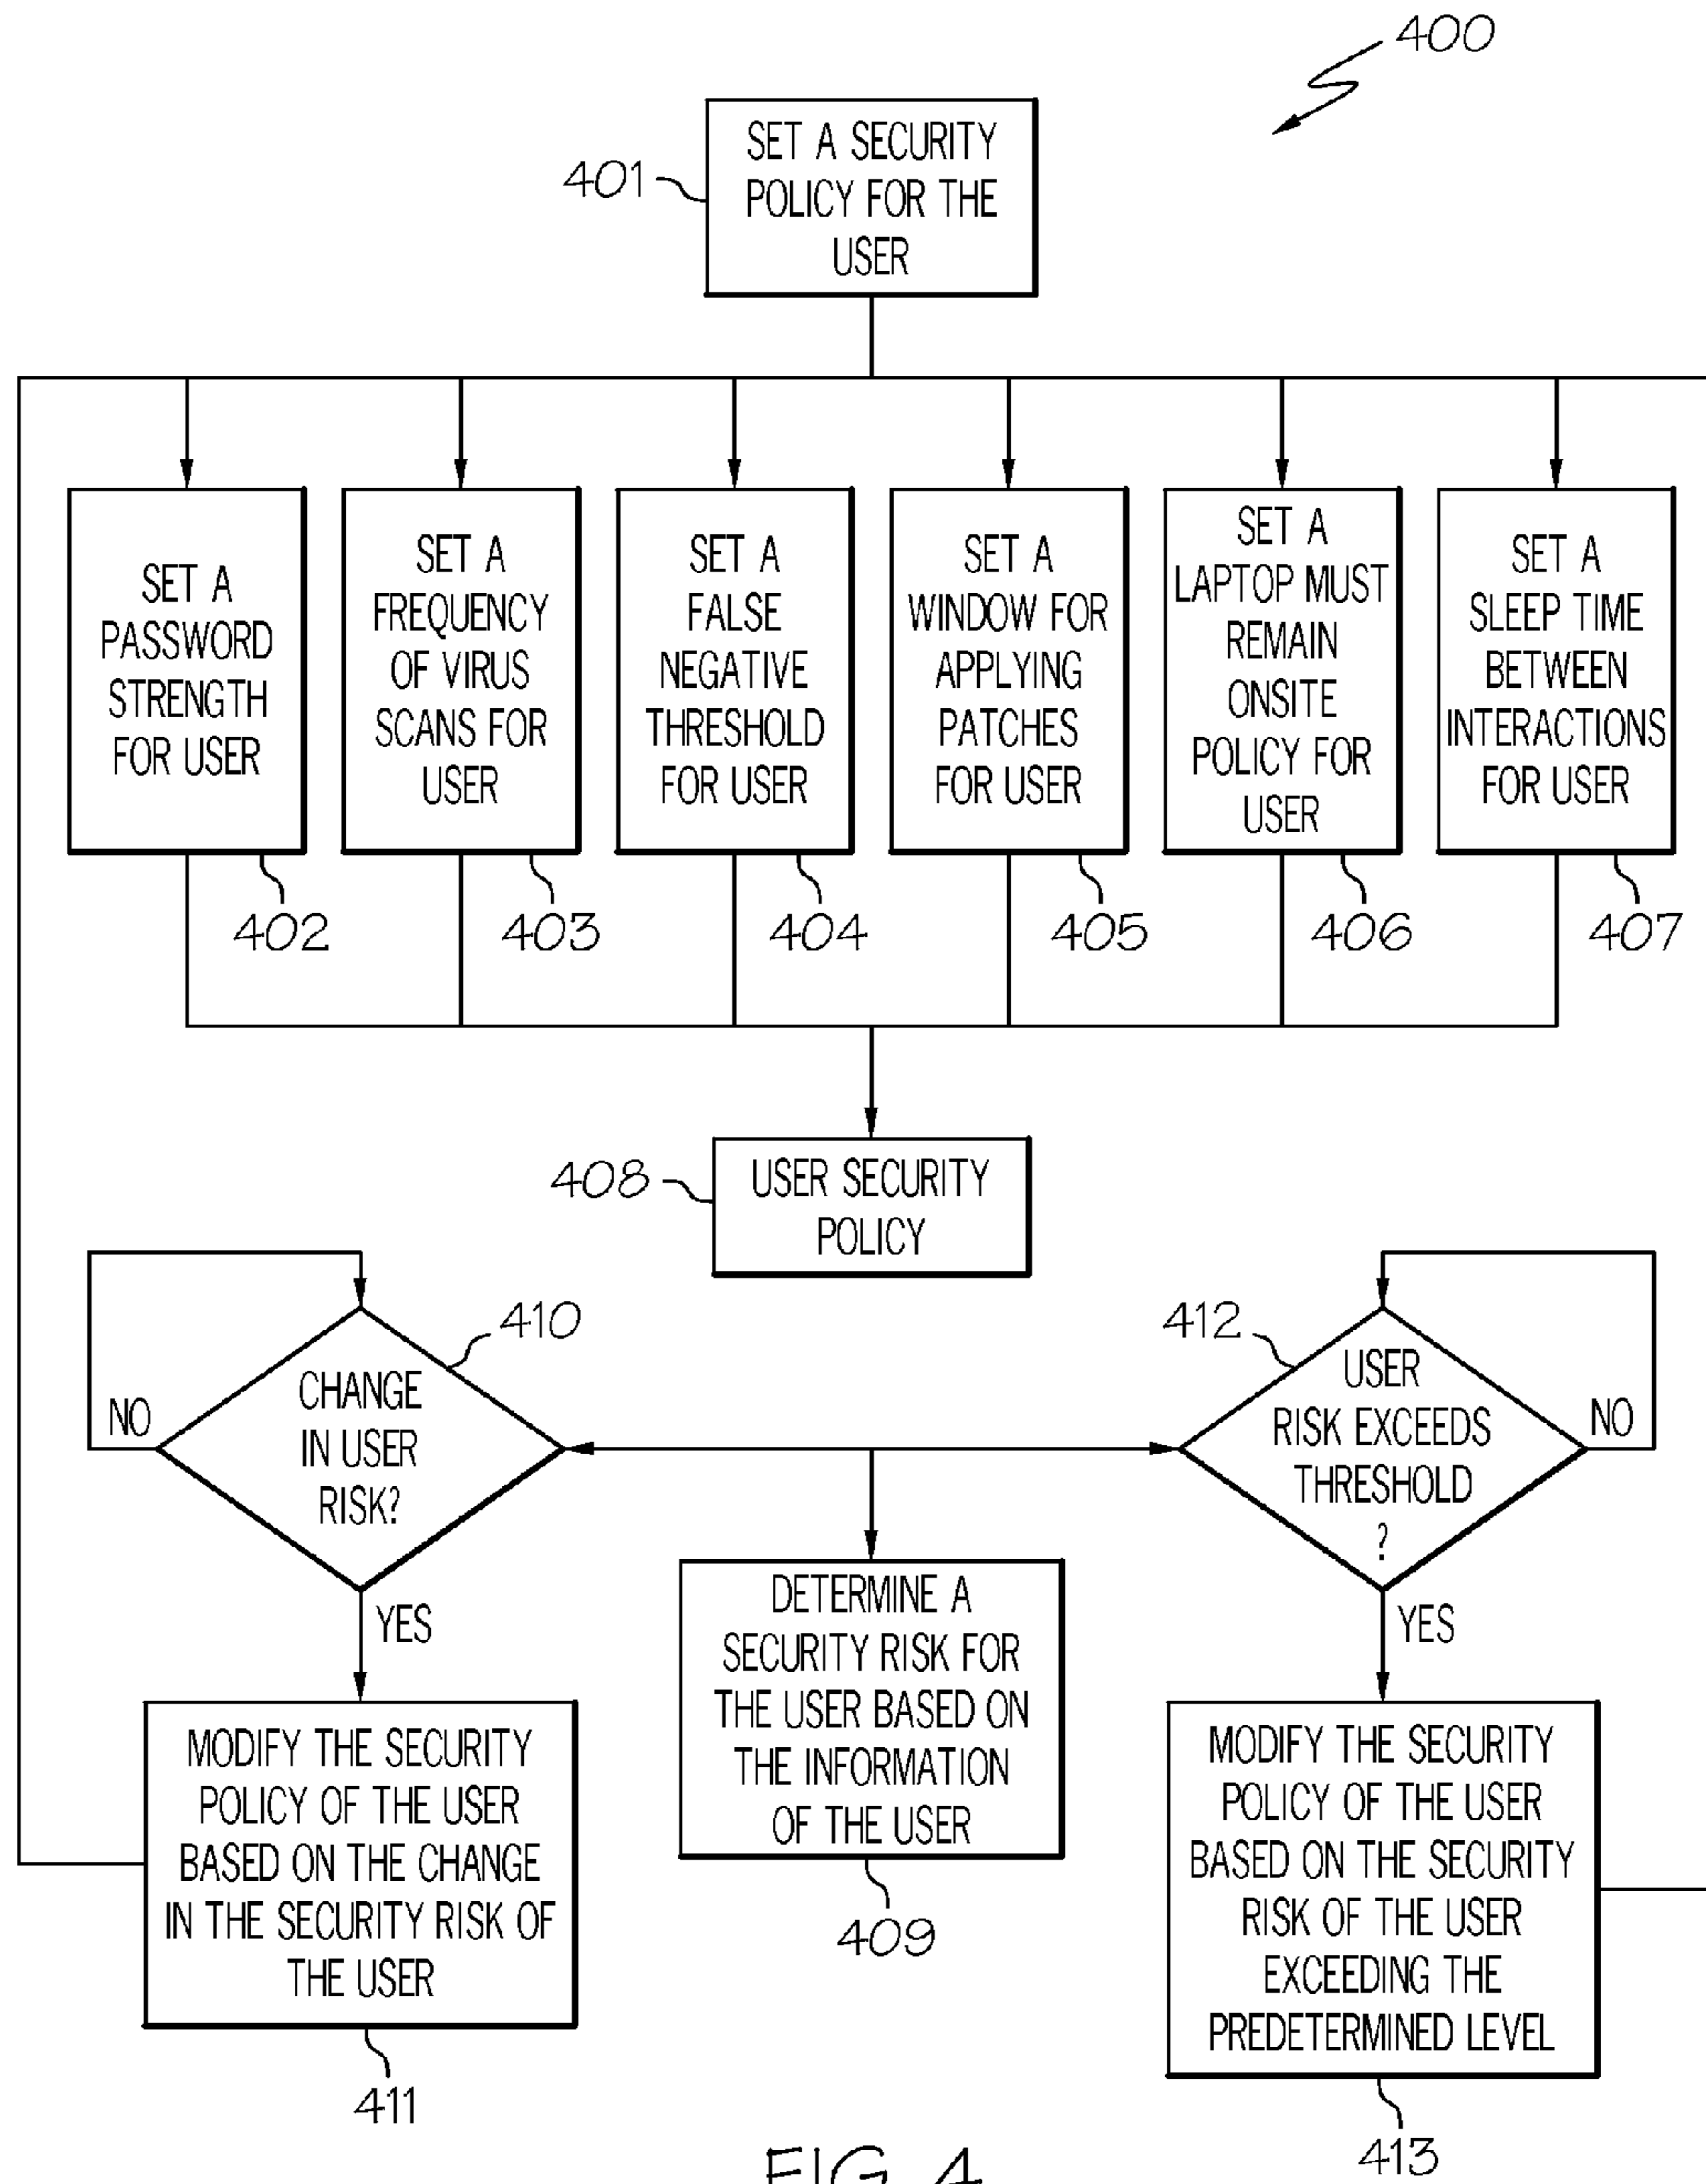 400
SET A SECURITY
POLICY FOR THE
USER
401
SET A
PASSWORD
STRENGTH
FOR USER
402
SET A
FREQUENCY
OF VIRUS
SCANS FOR
USER
403
SET A
FALSE
NEGATIVE
THRESHOLD
FOR USER
404
SET A
WINDOW FOR
APPLYING
PATCHES
FOR USER
405
SET A
LAPTOP MUST
REMAIN
ONSITE
POLICY FOR
USER
406
SET A
SLEEP TIME
BETWEEN
INTERACTIONS
FOR USER
407
408
USER SECURITY
POLICY
410
CHANGE
IN USER
RISK?
NO
YES
412
USER
RISK EXCEEDS
THRESHOLD
?
NO
YES
MODIFY THE SECURITY
POLICY OF THE USER
BASED ON THE CHANGE
IN THE SECURITY RISK OF
THE USER
411
DETERMINE A
SECURITY RISK FOR
THE USER BASED ON
THE INFORMATION
OF THE USER
409
MODIFY THE SECURITY
POLICY OF THE USER
BASED ON THE SECURITY
RISK OF THE USER
EXCEEDING THE
PREDETERMINED LEVEL
413
FIG. 4